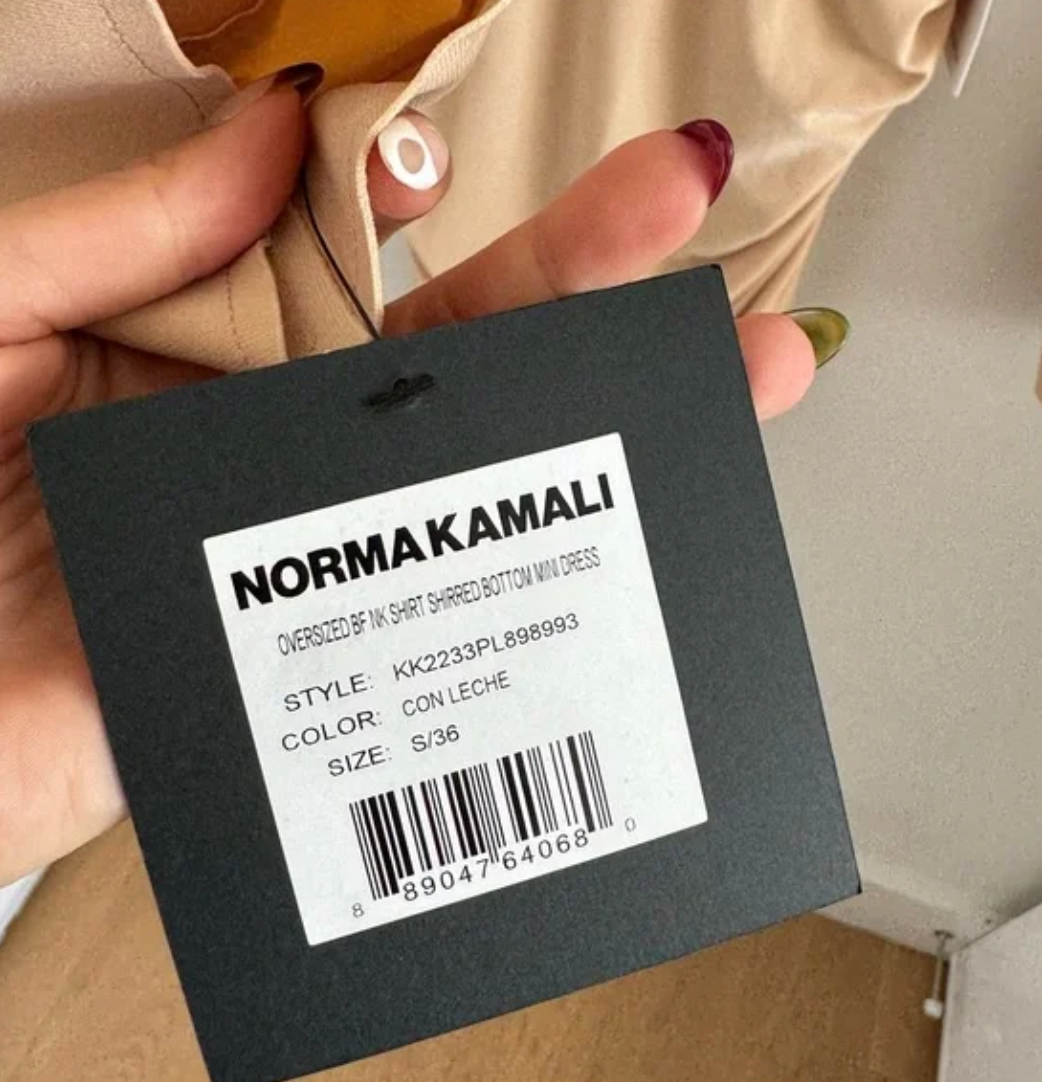 NORMAKAMALI
OVERSIZED BF NK SHIRT SHIRRED BOTTOM MINI DRESS
STYLE: KK2233PL898993
COLOR: CON LECHE
SIZE: S/36
8 89047 64068 0